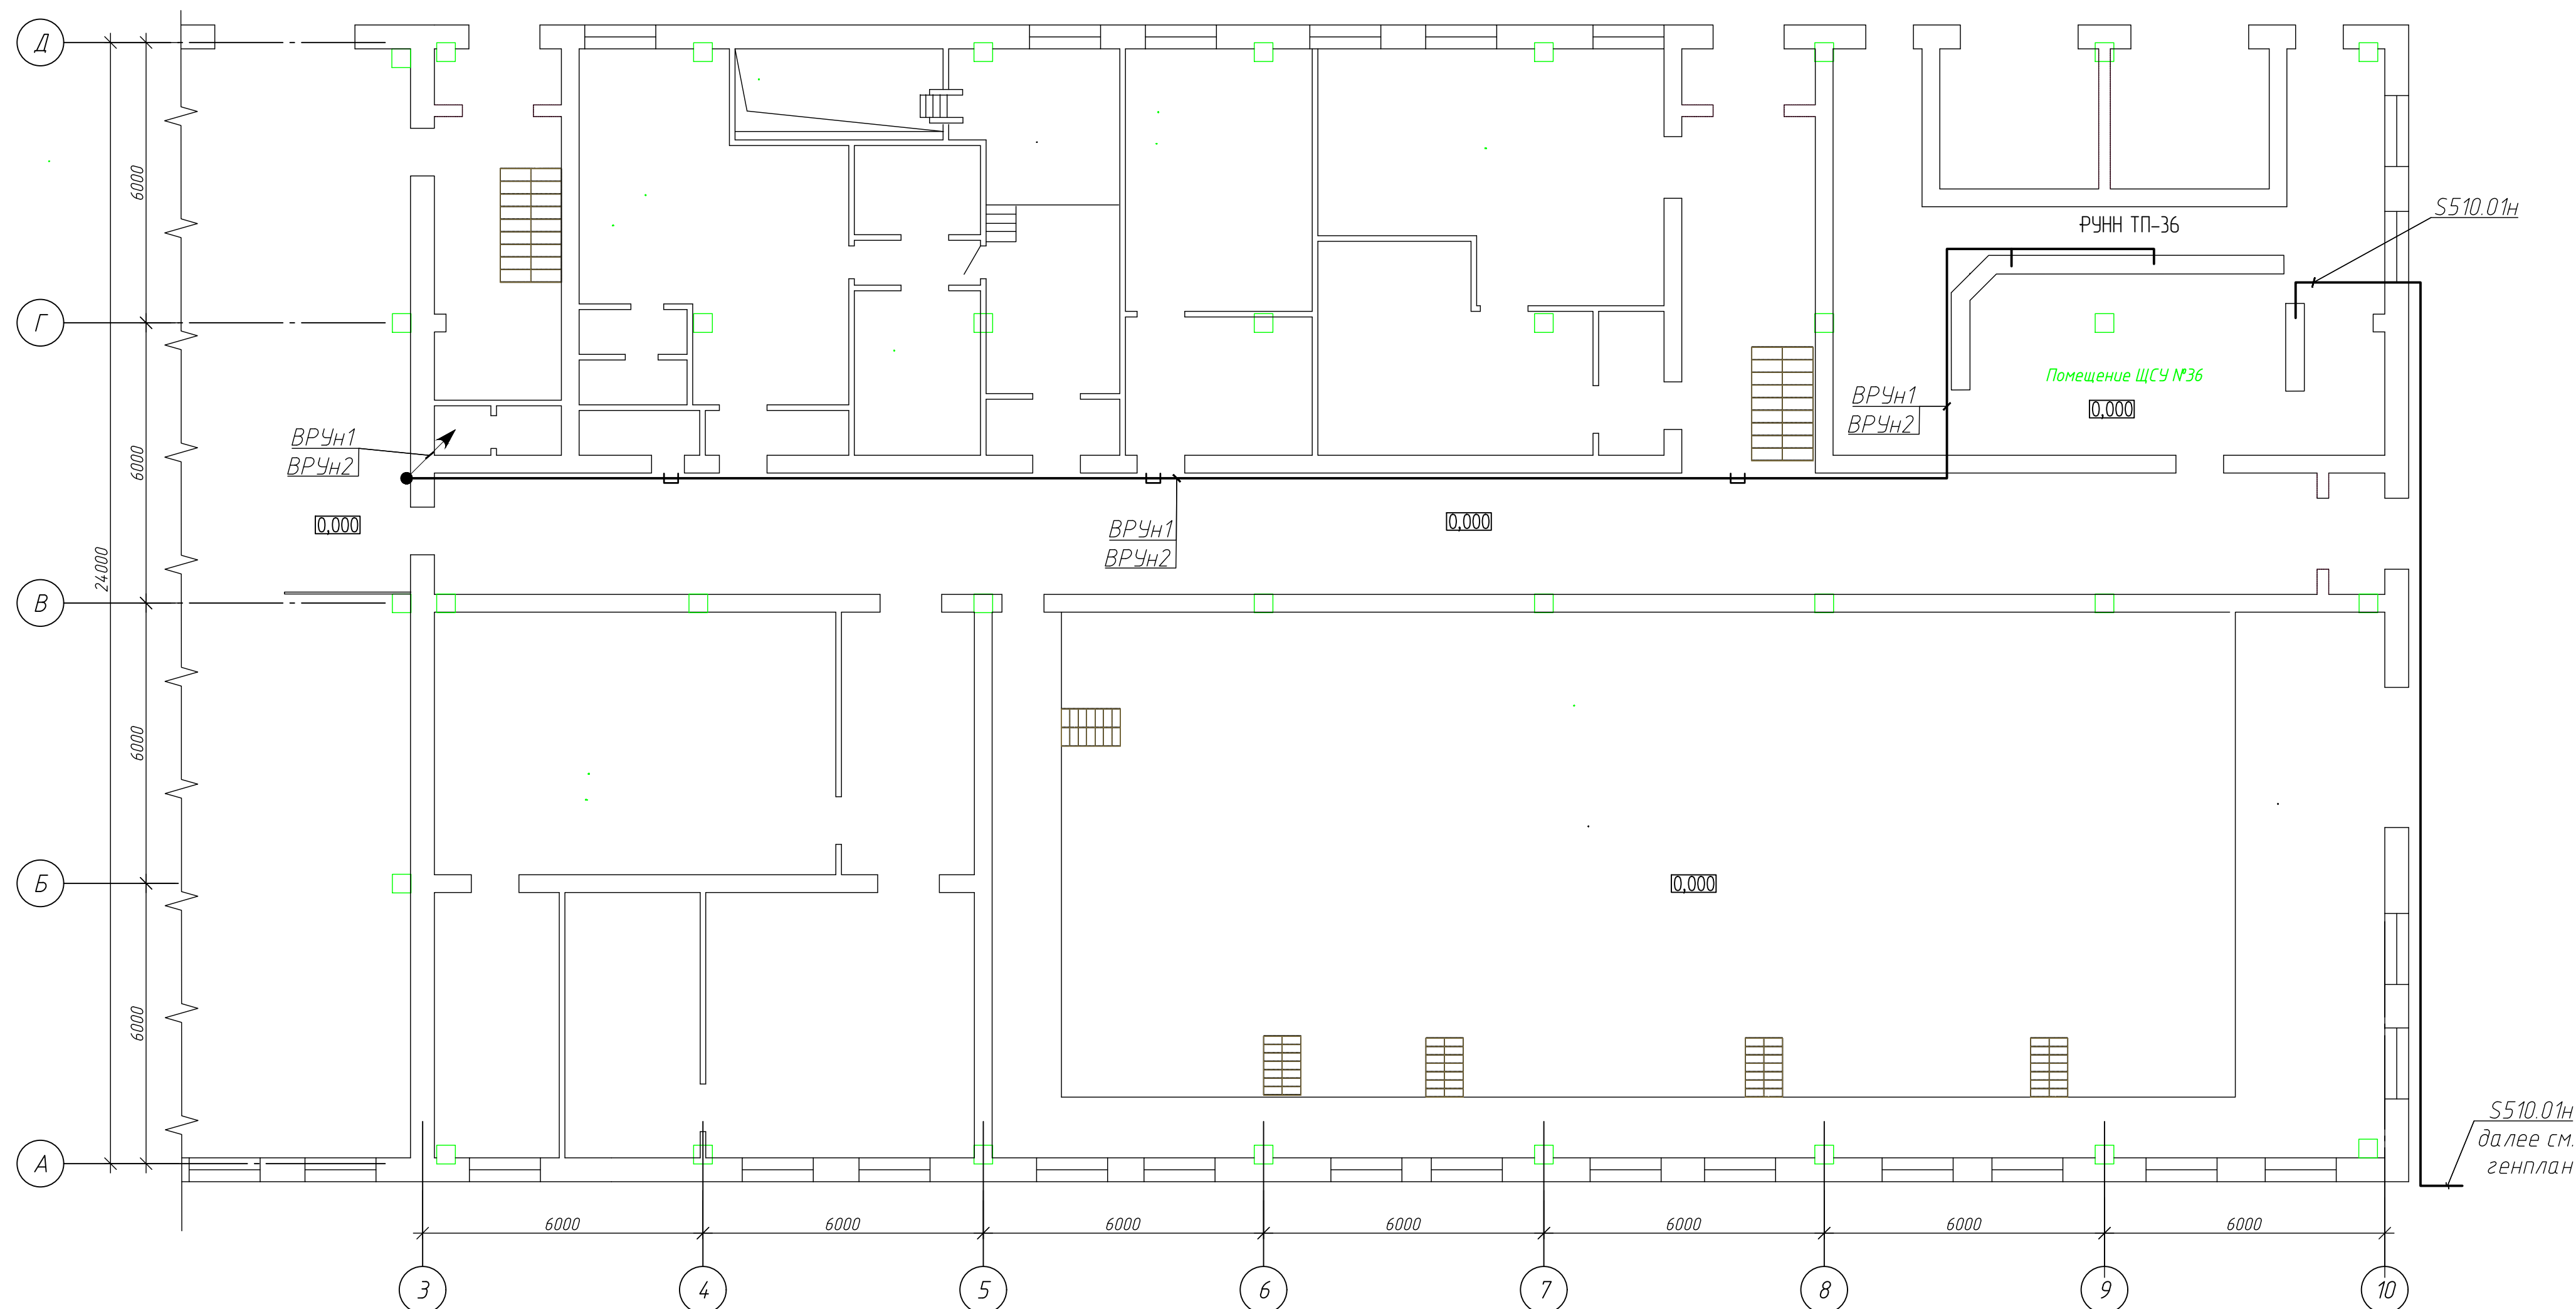 Д
6000
S510.01н
РУНН ТП-36
Г
Помещение ЩСУ №36
ВРУн1
ВРУн2
0,000
ВРУн1
ВРУн2
6000
0,000
0,000
ВРУн1
ВРУн2
24000
В
6000
Б
0,000
6000
S510.01н
далее см.
генплан
А
6000
6000
6000
6000
6000
6000
6000
3
4
5
6
7
8
9
10